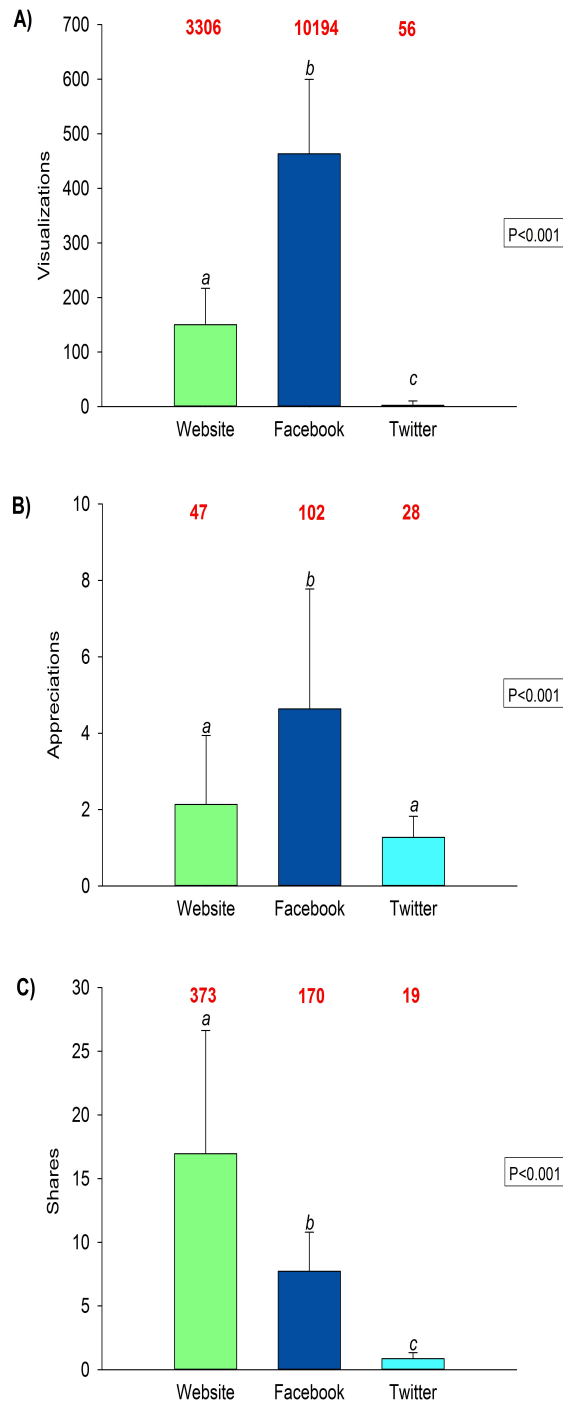 A)
3306 10194 56
700
600
500
400
300
200
100
0
Visualizations
a
b
c
P<0.001
Website Facebook Twitter
B)
47 102 28
10
8
6
4
2
0
Appreciations
a
b
a
P<0.001
Website Facebook Twitter
C)
373 170 19
30
25
20
15
10
5
0
Shares
a
b
c
P<0.001
Website Facebook Twitter